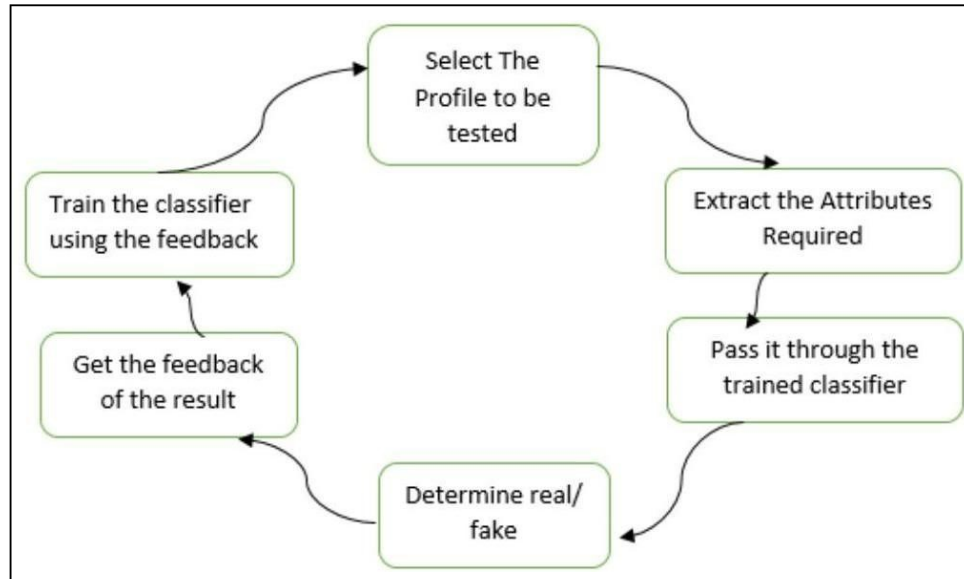 Select The
Profile to be
tested
Extract the Attributes
Required
Pass it through the
trained classifier
Determine real/
fake
Get the feedback
of the result
Train the classifier
using the feedback